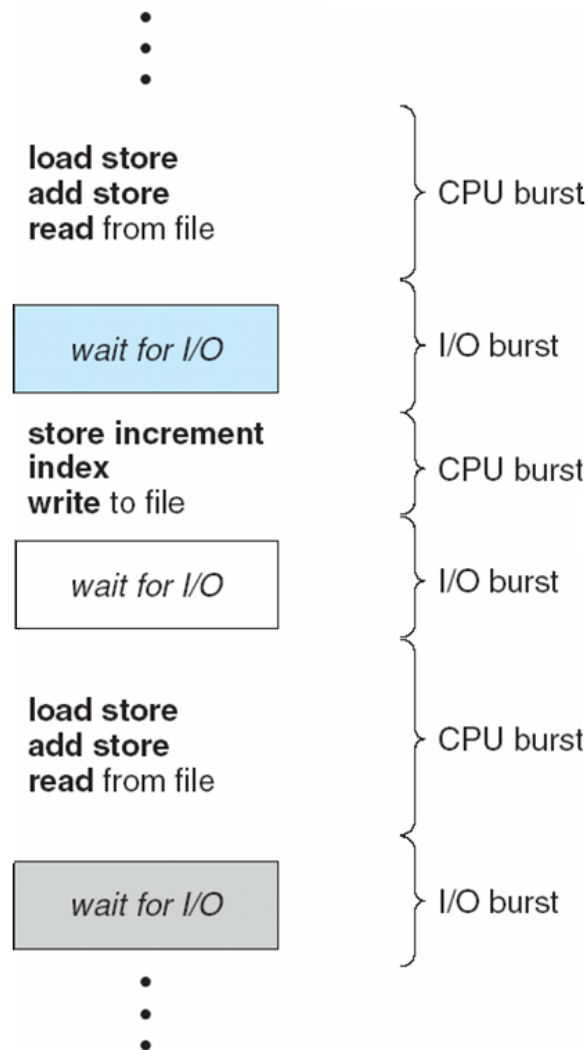 load store
add store
read from file
CPU burst
wait for I/O
I/O burst
store increment
index
write to file
CPU burst
wait for I/O
I/O burst
load store
add store
read from file
CPU burst
wait for I/O
I/O burst